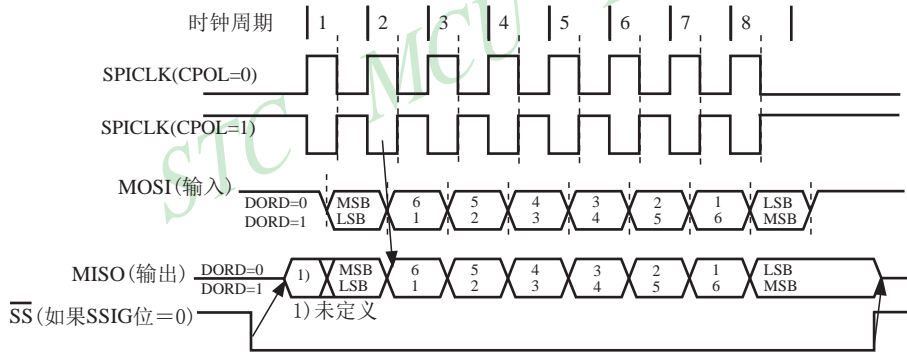 时钟周期 1 2 3 4 5 6 7 8
SPICLK(CPOL=0)
SPICLK(CPOL=1)
MOSI(输入) DORD=0 MSB 6 5 4 3 2 1 LSB
DORD=1 LSB 1 2 3 4 5 6 MSB
MISO(输出) DORD=0 1) MSB 6 5 4 3 2 1 LSB
DORD=1 LSB 1 2 3 4 5 6 MSB
1)未定义
SS(如果SSIG位=0)
STC MCU